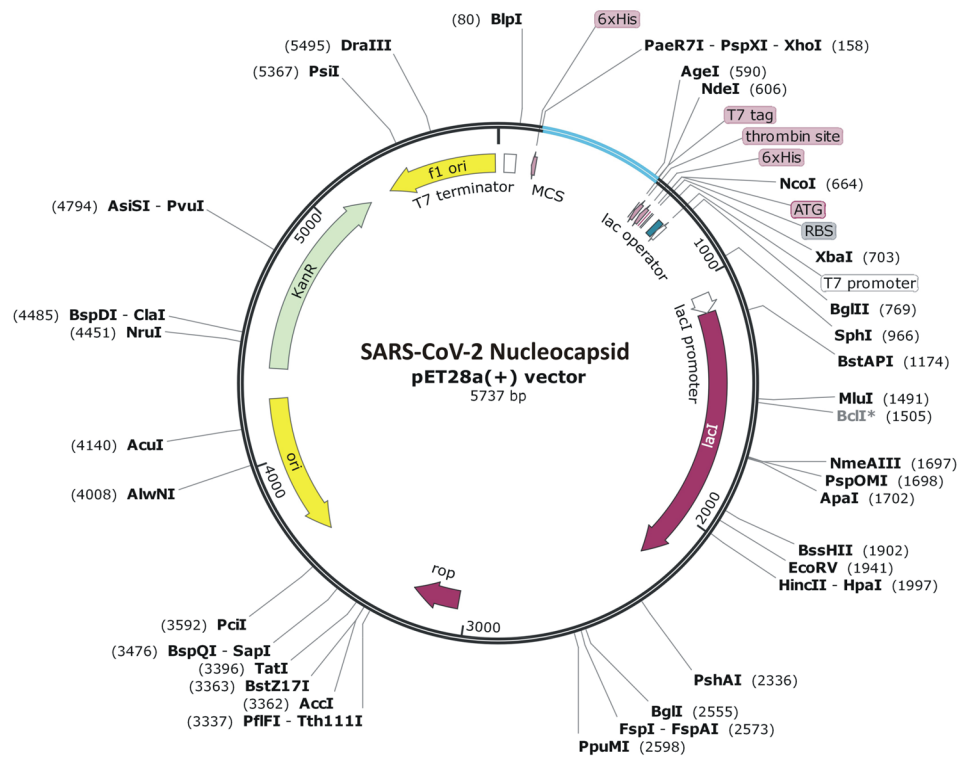 (80) BlpI
6xHis
(5495) DraIII
PaeR7I - PspXI - XhoI (158)
(5367) PsiI
AgeI (590)
NdeI (606)
T7 tag
thrombin site
6xHis
NcoI (664)
ATG
RBS
XbaI (703)
T7 promoter
BglII (769)
SphI (966)
BstAPI (1174)
MluI (1491)
BclI* (1505)
NmeAIII (1697)
PspOMI (1698)
ApaI (1702)
BssHII (1902)
EcoRV (1941)
HincII - HpaI (1997)
PshAI (2336)
BglI (2555)
FspI - FspAI (2573)
PpuMI (2598)
(4794) AsiSI - PvuI
(4485) BspDI - ClaI
(4451) NruI
(4140) AcuI
(4008) AlwNI
(3592) PciI
(3476) BspQI - SapI
(3396) TatI
(3363) BstZ17I
(3362) AccI
(3337) PflFI - Tth111I
f1 ori
T7 terminator
MCS
lac operator
1000
lacI promoter
lacI
2000
3000
rop
4000
ori
KanR
5000
SARS-CoV-2 Nucleocapsid
pET28a(+) vector
5737 bp